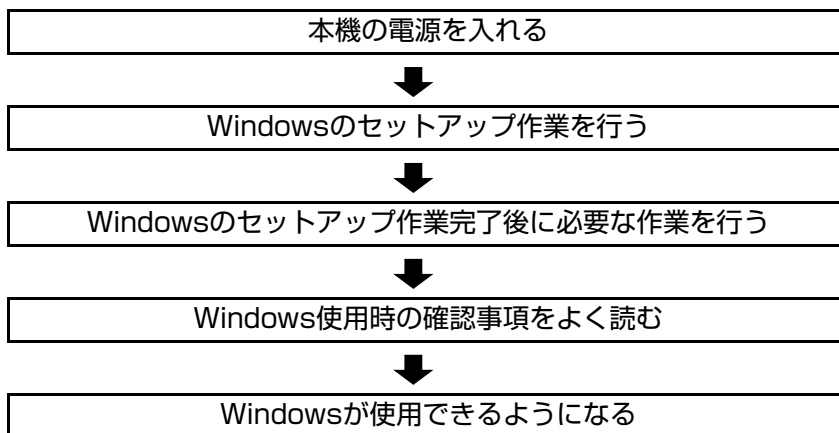 本機の電源を入れる
Windowsのセットアップ作業を行う
Windowsのセットアップ作業完了後に必要な作業を行う
Windows使用時の確認事項をよく読む
Windowsが使用できるようになる